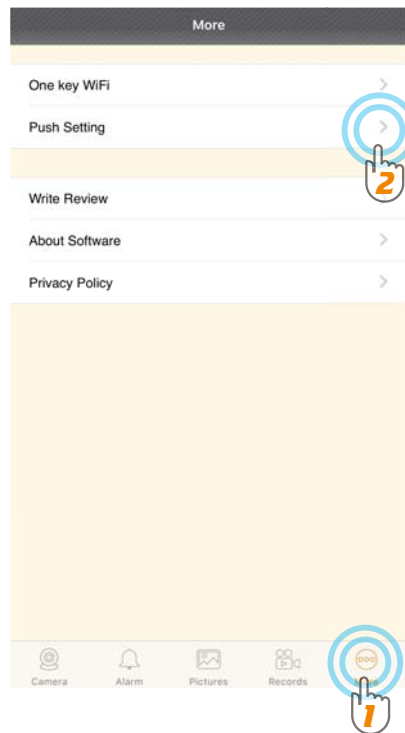 More
One key WiFi
Push Setting
2
Write Review
About Software
Privacy Policy
Camera Alarm Pictures Records
1